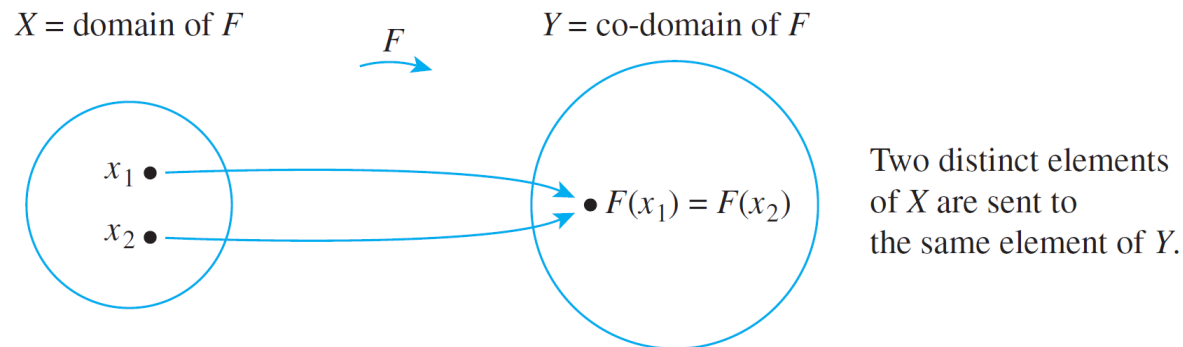 X = domain of F
F
Y = co-domain of F
x₁
x₂
F(x₁) = F(x₂)
Two distinct elements
of X are sent to
the same element of Y.